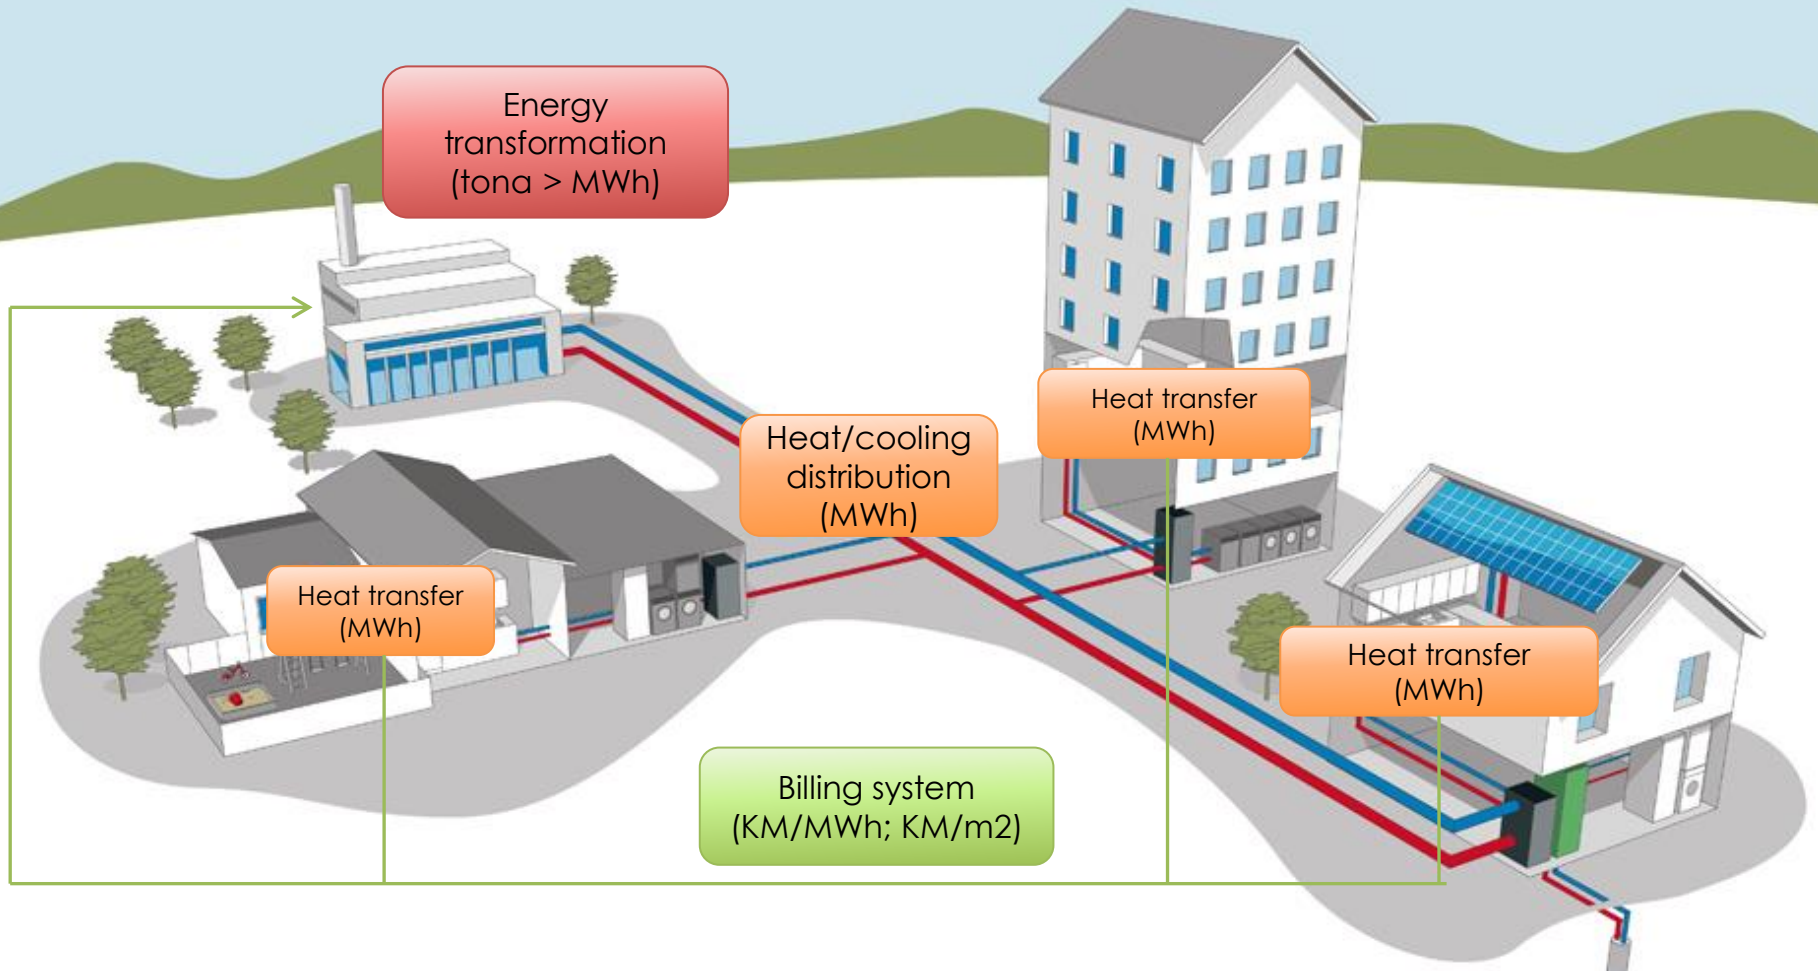 Energy
transformation
(tona > MWh)
Heat transfer
(MWh)
Heat/cooling
distribution
(MWh)
Heat transfer
(MWh)
Heat transfer
(MWh)
Billing system
(KM/MWh; KM/m2)